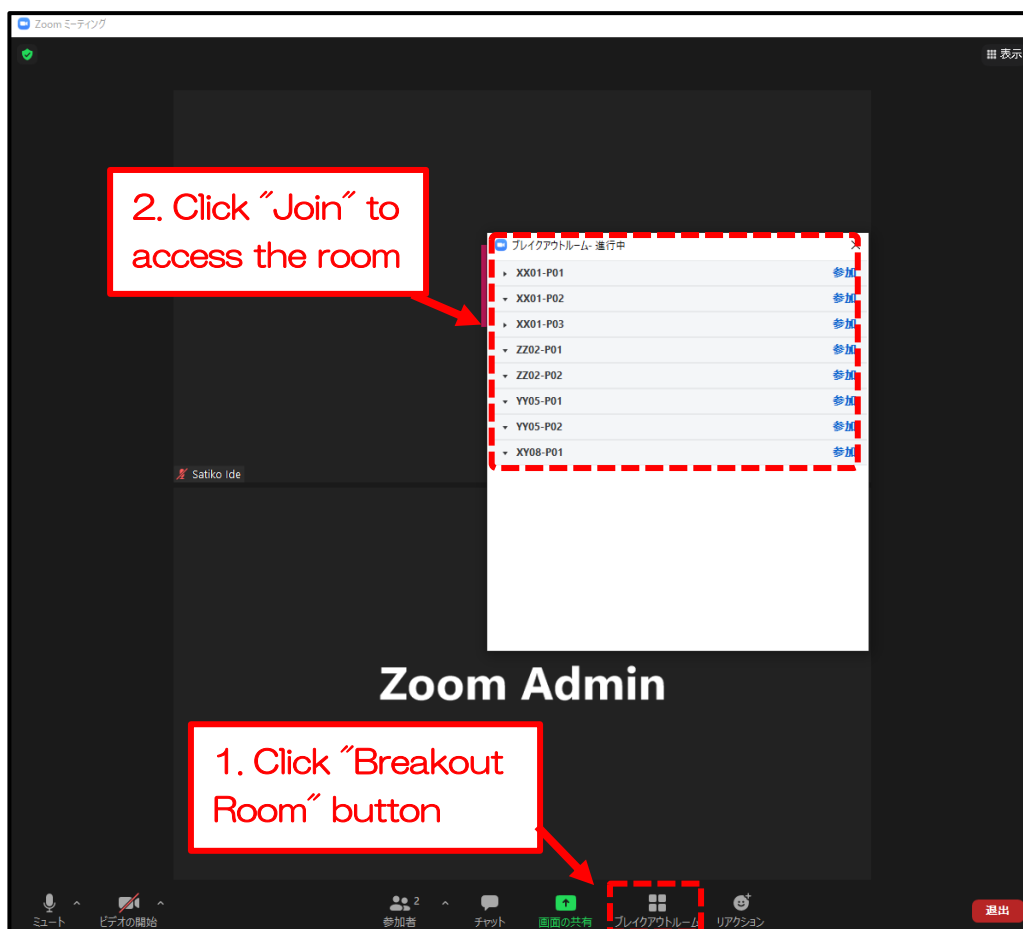 Zoom ミーティング
表示
2. Click "Join" to
access the room
ブレイクアウトルーム- 進行中
XX01-P01 参加
XX01-P02 参加
XX01-P03 参加
ZZ02-P01 参加
ZZ02-P02 参加
YY05-P01 参加
YY05-P02 参加
XY08-P01 参加
Satiko Ide
Zoom Admin
1. Click "Breakout
Room" button
ミュート ビデオの開始 参加者 2 チャット 画面の共有 ブレイクアウトルーム リアクション 退出